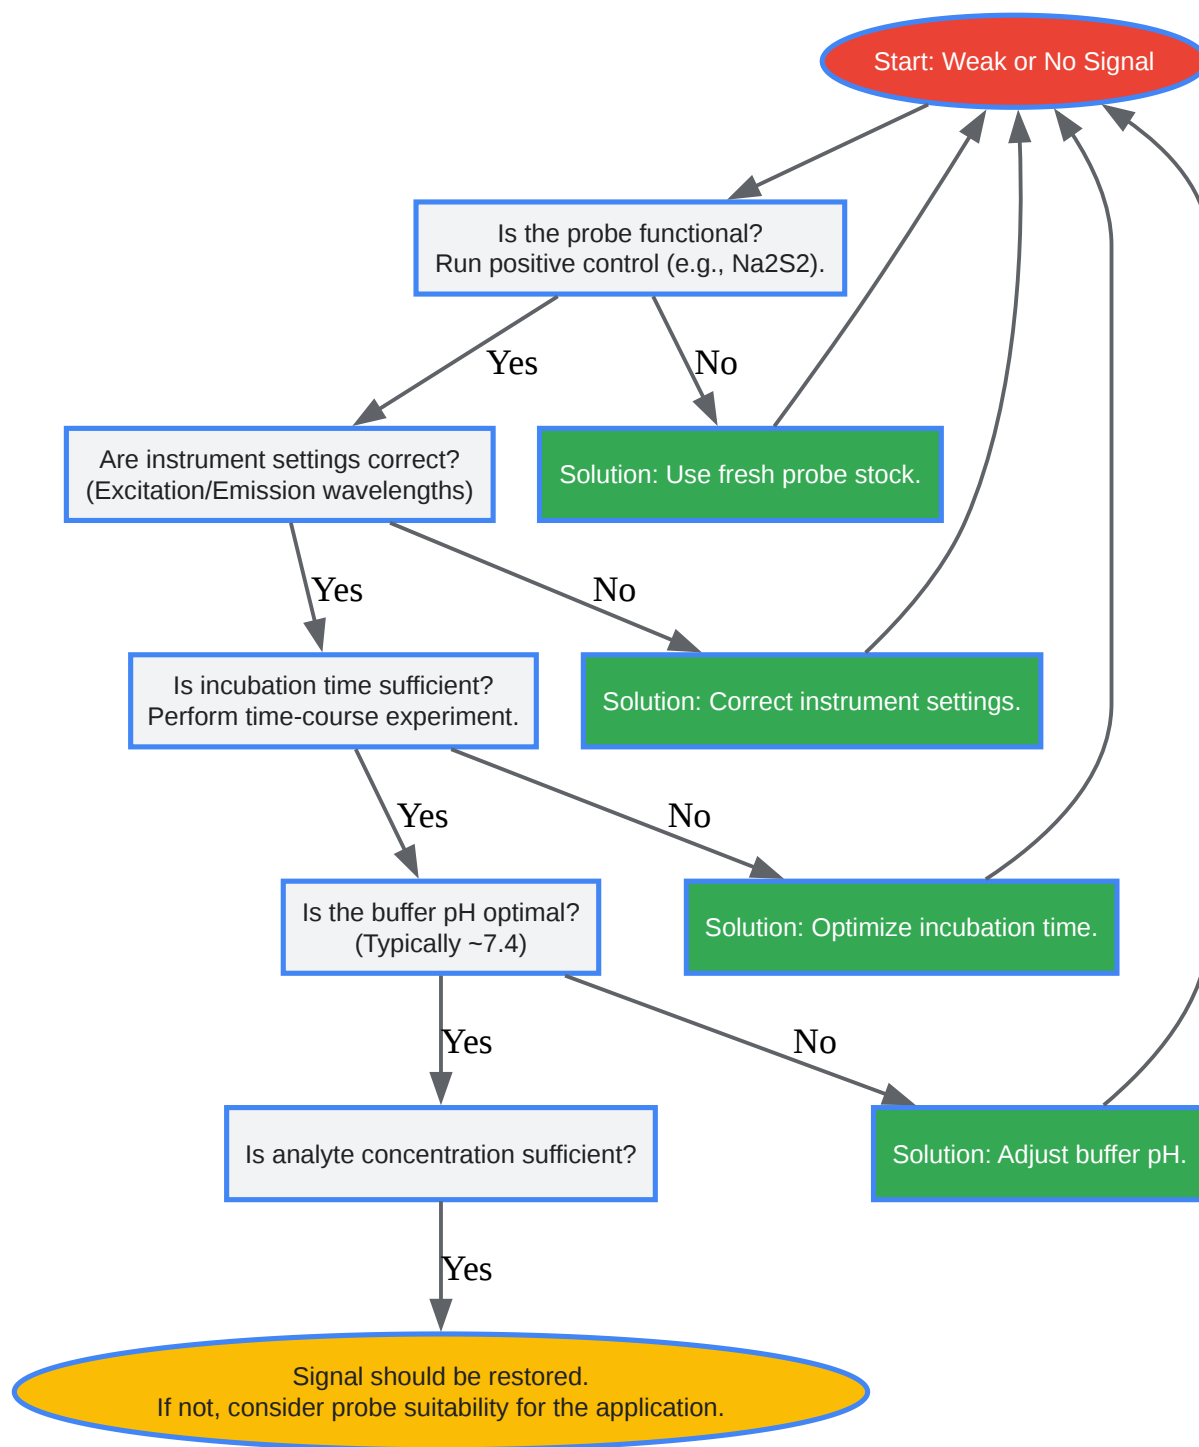 Start: Weak or No Signal
Is the probe functional?
Run positive control (e.g., Na2S2).
Yes
No
Are instrument settings correct?
(Excitation/Emission wavelengths)
Solution: Use fresh probe stock.
Yes
No
Is incubation time sufficient?
Perform time-course experiment.
Solution: Correct instrument settings.
Yes
No
Is the buffer pH optimal?
(Typically ~7.4)
Solution: Optimize incubation time.
Yes
No
Is analyte concentration sufficient?
Solution: Adjust buffer pH.
Yes
Signal should be restored.
If not, consider probe suitability for the application.